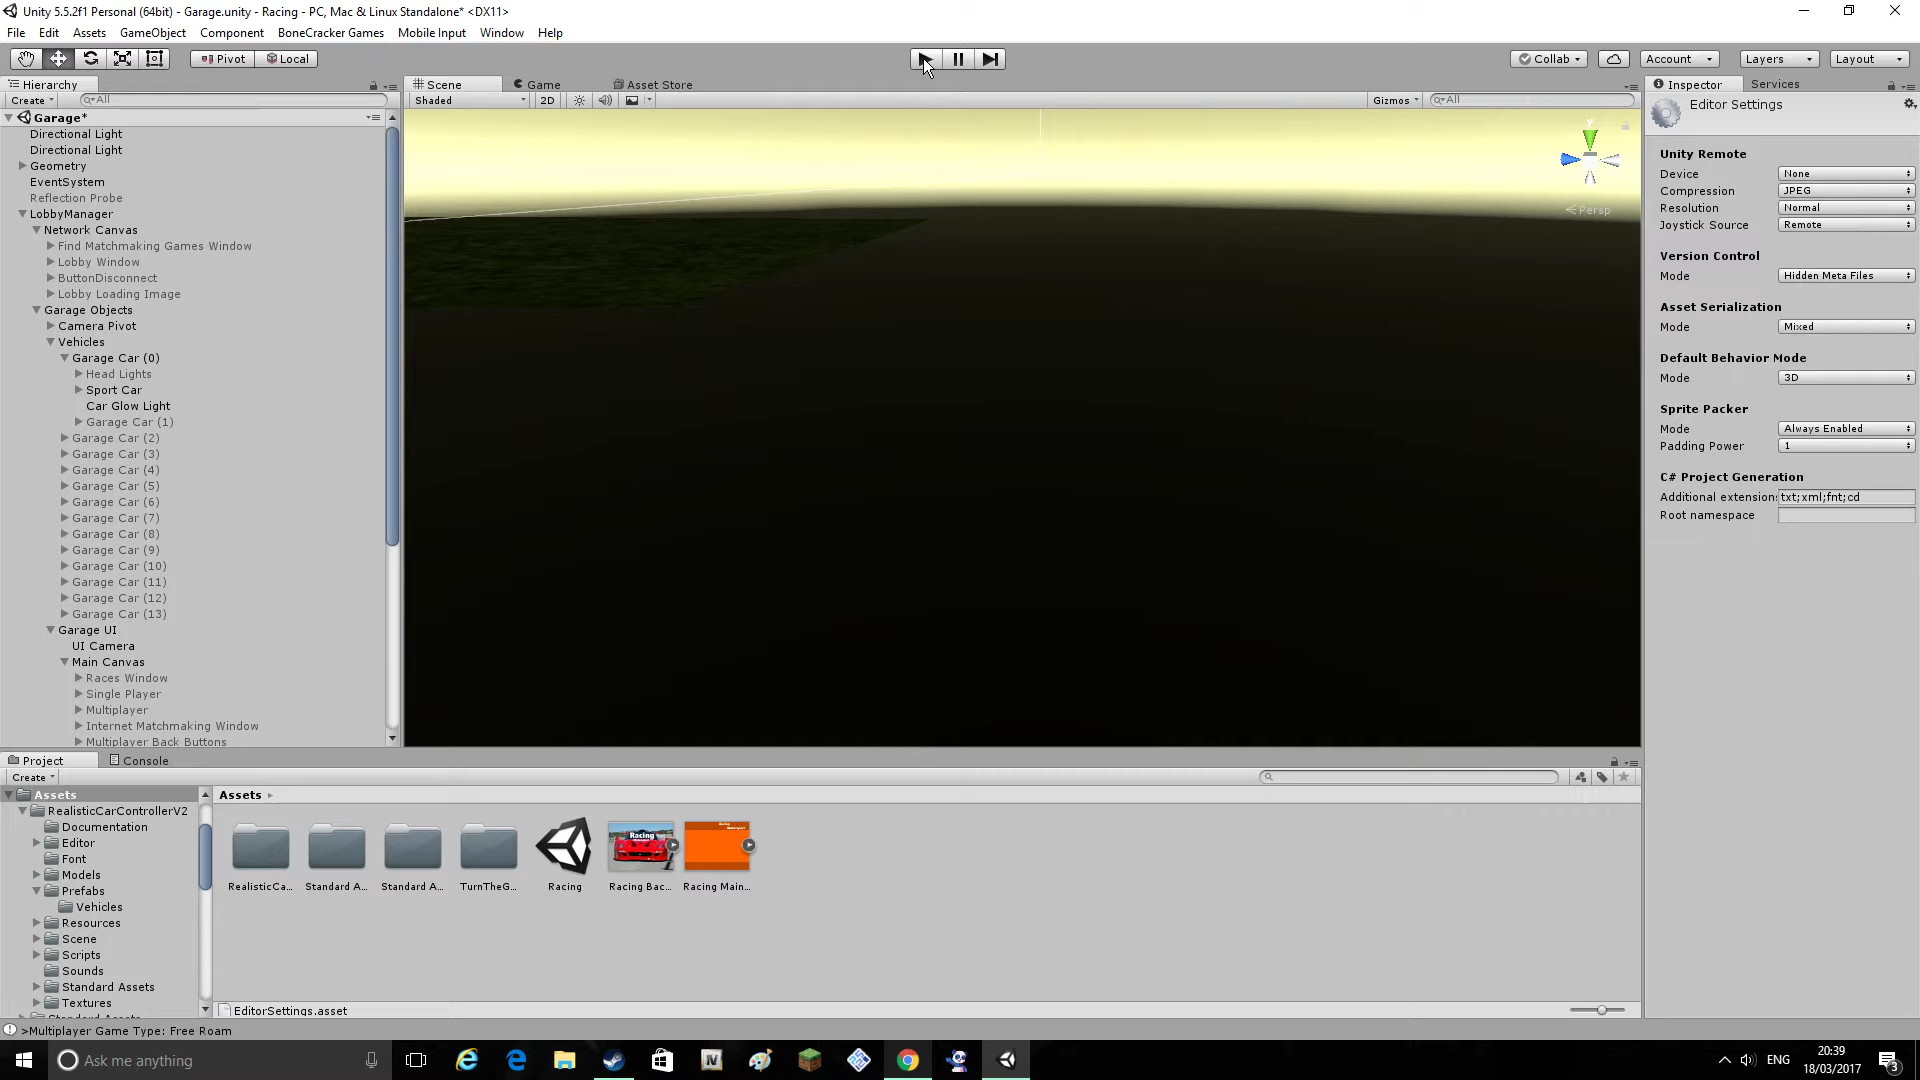 Unity 5.5.2f1 Personal (64bit) - Garage.unity - Racing - PC, Mac & Linux Standalone* <DX11>
File Edit Assets GameObject Component BoneCracker Games Mobile Input Window Help
Pivot Local Collab Account Layers Layout
Hierarchy Scene Game Asset Store Inspector Services
Create All Shaded 2D Gizmos All Editor Settings
Garage*
Directional Light
Directional Light
Geometry
EventSystem
Reflection Probe
LobbyManager
Network Canvas
Find Matchmaking Games Window
Lobby Window
ButtonDisconnect
Lobby Loading Image
Garage Objects
Camera Pivot
Vehicles
Garage Car (0)
Head Lights
Sport Car
Car Glow Light
Garage Car (1)
Garage Car (2)
Garage Car (3)
Garage Car (4)
Garage Car (5)
Garage Car (6)
Garage Car (7)
Garage Car (8)
Garage Car (9)
Garage Car (10)
Garage Car (11)
Garage Car (12)
Garage Car (13)
Garage UI
UI Camera
Main Canvas
Races Window
Single Player
Multiplayer
Internet Matchmaking Window
Multiplayer Back Buttons
Y
Persp
Unity Remote
Device None
Compression JPEG
Resolution Normal
Joystick Source Remote
Version Control
Mode Hidden Meta Files
Asset Serialization
Mode Mixed
Default Behavior Mode
Mode 3D
Sprite Packer
Mode Always Enabled
Padding Power 1
C# Project Generation
Additional extension: txt;xml;fnt;cd
Root namespace
Project Console
Create
Assets
RealisticCarControllerV2
Documentation
Editor
Font
Models
Prefabs
Vehicles
Resources
Scene
Scripts
Sounds
Standard Assets
Textures
Assets
Racing
RealisticCa... Standard A... Standard A... TurnTheG... Racing Racing Bac... Racing Main...
EditorSettings.asset
>Multiplayer Game Type: Free Roam
Ask me anything
IV
ENG
20:39
18/03/2017
3